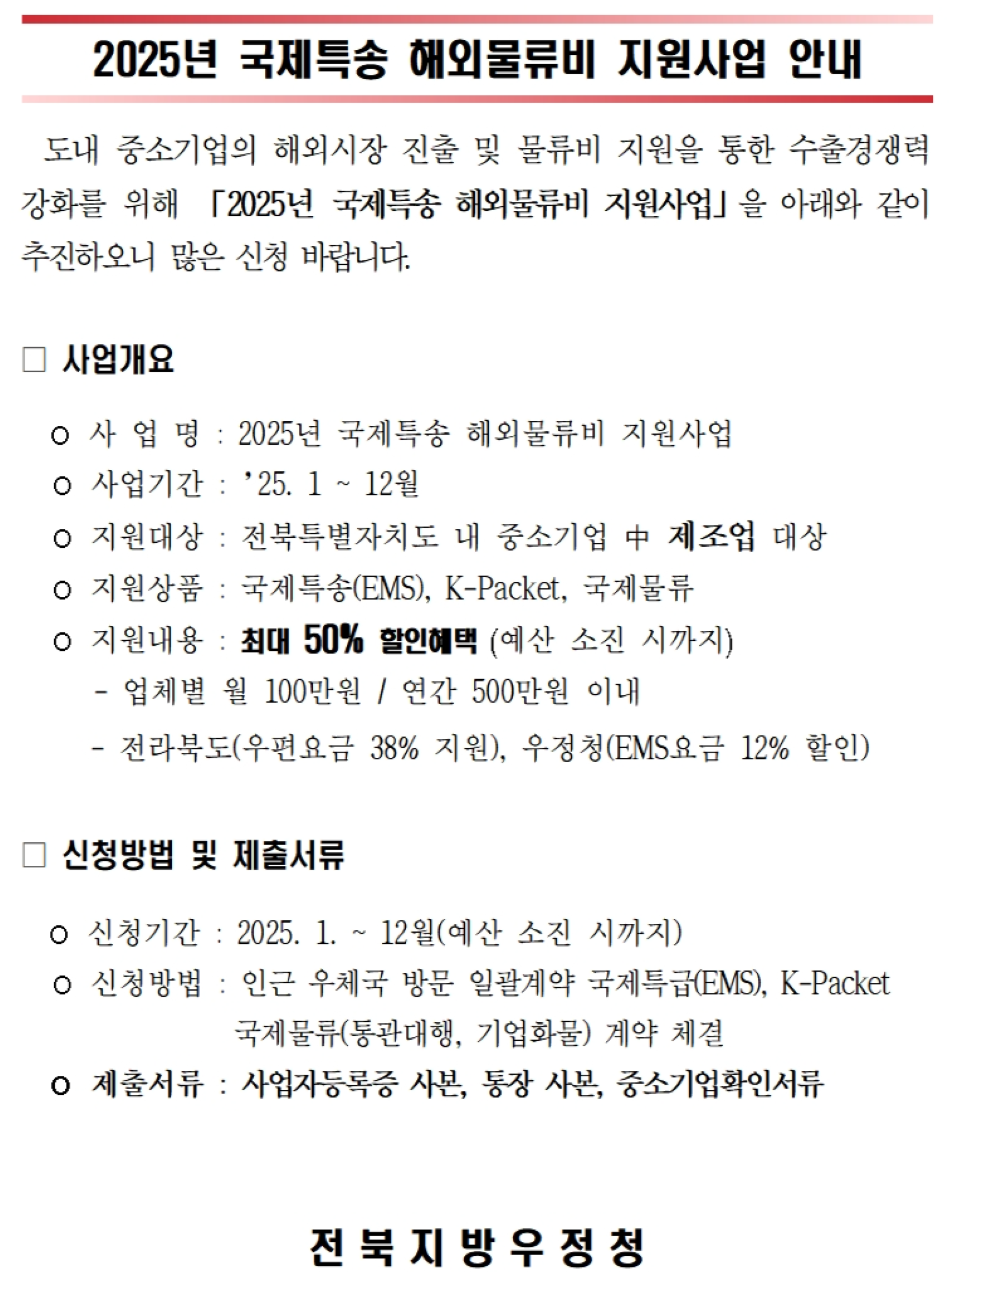 2025년 국제특송 해외물류비 지원사업 안내
도내 중소기업의 해외시장 진출 및 물류비 지원을 통한 수출경쟁력
강화를 위해 「2025년 국제특송 해외물류비 지원사업」을 아래와 같이
추진하오니 많은 신청 바랍니다.
□ 사업개요
○ 사 업 명 : 2025년 국제특송 해외물류비 지원사업
○ 사업기간 : ’25. 1 ~ 12월
○ 지원대상 : 전북특별자치도 내 중소기업 中 제조업 대상
○ 지원상품 : 국제특송(EMS), K-Packet, 국제물류
○ 지원내용 : 최대 50% 할인혜택 (예산 소진 시까지)
- 업체별 월 100만원 / 연간 500만원 이내
- 전라북도(우편요금 38% 지원), 우정청(EMS요금 12% 할인)
□ 신청방법 및 제출서류
○ 신청기간 : 2025. 1. ~ 12월(예산 소진 시까지)
○ 신청방법 : 인근 우체국 방문 일괄계약 국제특급(EMS), K-Packet
국제물류(통관대행, 기업화물) 계약 체결
○ 제출서류 : 사업자등록증 사본, 통장 사본, 중소기업확인서류
전북지방우정청